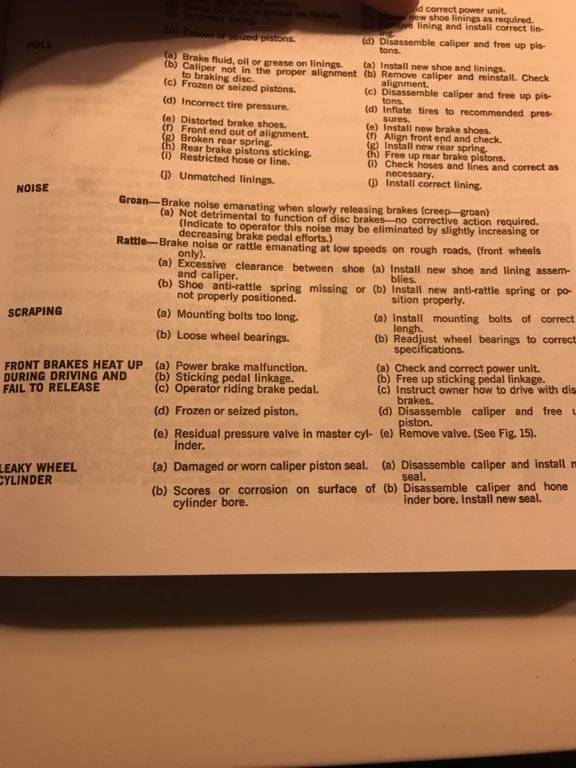 brake malfunction.
(b) Brake fluid, oil or grease on linings.
(c) Incorrect lining.
(d) Frozen or seized pistons.
correct power unit.
new shoe linings as required.
lining and install correct lin-
ing.
(d) Disassemble caliper and free up pis-
tons.
PULL
(a) Brake fluid, oil or grease on linings. (a) Install new shoe and linings.
(b) Caliper not in the proper alignment (b) Remove caliper and reinstall. Check
to braking disc. alignment.
(c) Frozen or seized pistons. (c) Disassemble caliper and free up pis-
tons.
(d) Incorrect tire pressure. (d) Inflate tires to recommended pres-
sures.
(e) Distorted brake shoes. (e) Install new brake shoes.
(f) Front end out of alignment. (f) Align front end and check.
(g) Broken rear spring. (g) Install new rear spring.
(h) Rear brake pistons sticking. (h) Free up rear brake pistons.
(i) Restricted hose or line. (i) Check hoses and lines and correct as
necessary.
(j) Unmatched linings. (j) Install correct lining.
NOISE
Groan—Brake noise emanating when slowly releasing brakes (creep—groan)
(a) Not detrimental to function of disc brakes—no corrective action required.
(Indicate to operator this noise may be eliminated by slightly increasing or
decreasing brake pedal efforts.)
Rattle—Brake noise or rattle emanating at low speeds on rough roads, (front wheels
only).
(a) Excessive clearance between shoe (a) Install new shoe and lining assem-
and caliper. blies.
(b) Shoe anti-rattle spring missing or (b) Install new anti-rattle spring or po-
not properly positioned. sition properly.
SCRAPING (a) Mounting bolts too long. (a) Install mounting bolts of correct
lengh.
(b) Loose wheel bearings. (b) Readjust wheel bearings to correct
specifications.
FRONT BRAKES HEAT UP (a) Power brake malfunction. (a) Check and correct power unit.
DURING DRIVING AND (b) Sticking pedal linkage. (b) Free up sticking pedal linkage.
FAIL TO RELEASE (c) Operator riding brake pedal. (c) Instruct owner how to drive with dis
brakes.
(d) Frozen or seized piston. (d) Disassemble caliper and free
piston.
(e) Residual pressure valve in master cyl- (e) Remove valve. (See Fig. 15).
inder.
LEAKY WHEEL (a) Damaged or worn caliper piston seal. (a) Disassemble caliper and install
CYLINDER seal.
(b) Scores or corrosion on surface of (b) Disassemble caliper and hone
cylinder bore. inder bore. Install new seal.